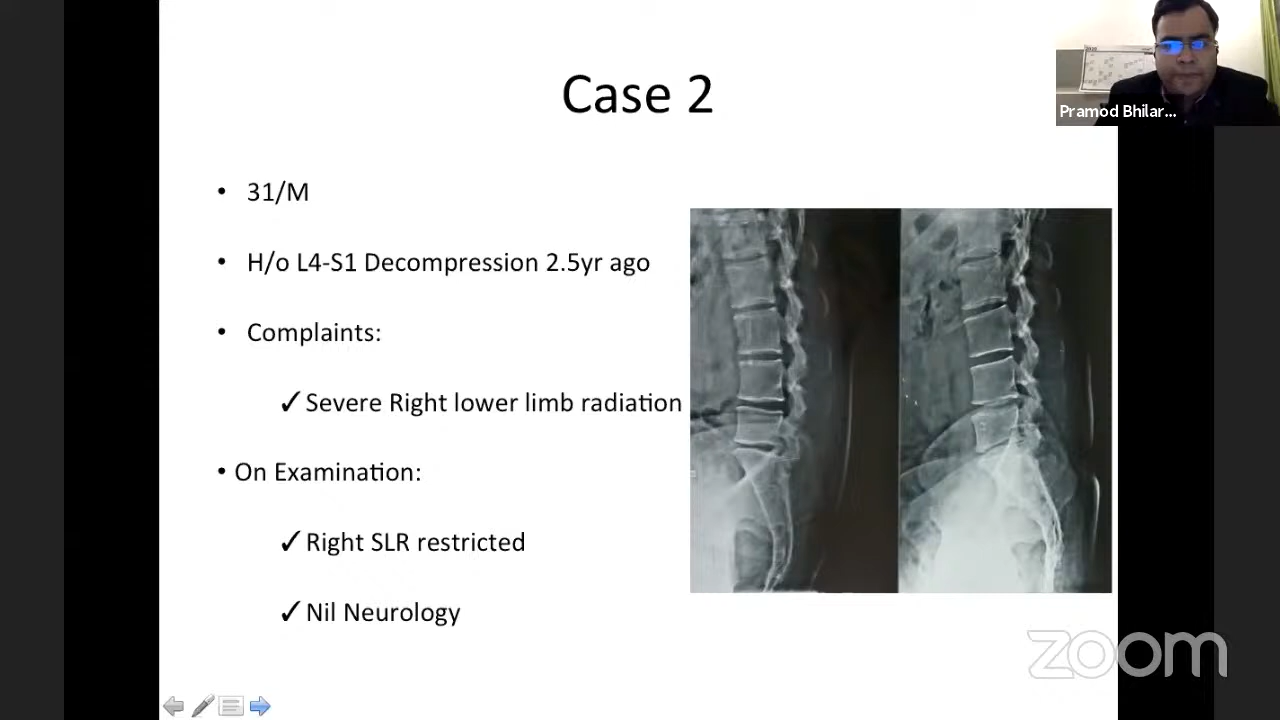 Case 2
Pramod Bhilar...
• 31/M
• H/o L4-S1 Decompression 2.5yr ago
• Complaints:
✓ Severe Right lower limb radiation
• On Examination:
✓ Right SLR restricted
✓ Nil Neurology
zoom